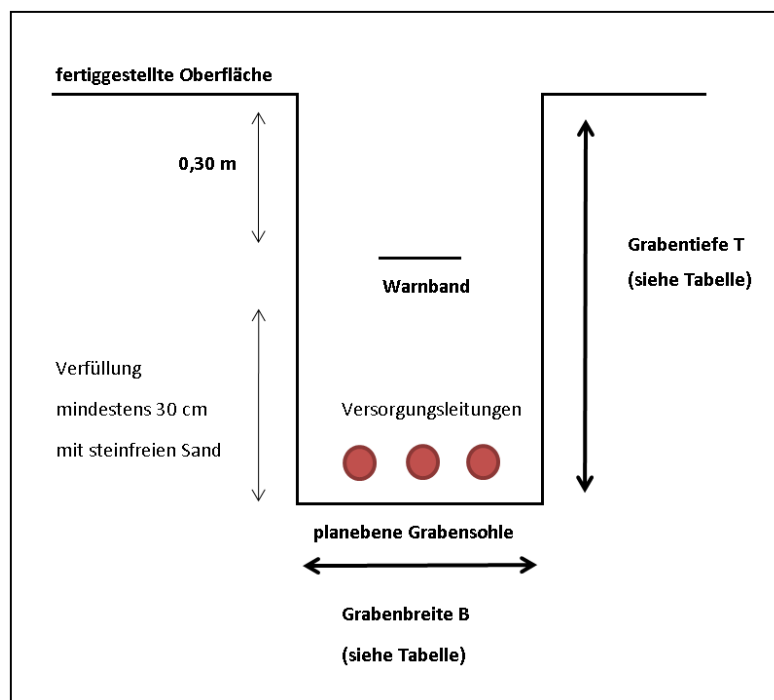 fertiggestellte Oberfläche
0,30 m
Grabentiefe T
(siehe Tabelle)
Warnband
Verfüllung
mindestens 30 cm
mit steinfreien Sand
Versorgungsleitungen
planebene Grabensohle
Grabenbreite B
(siehe Tabelle)